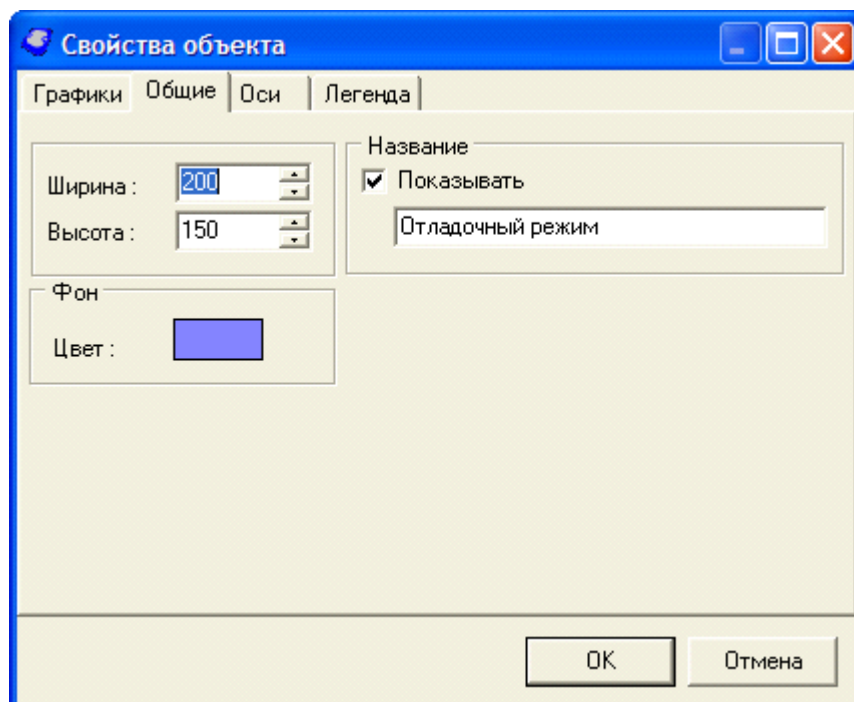 Свойства объекта
Графики Общие Оси Легенда
Ширина : 200
Высота : 150
Название
Показывать
Отладочный режим
Фон
Цвет :
OK Отмена